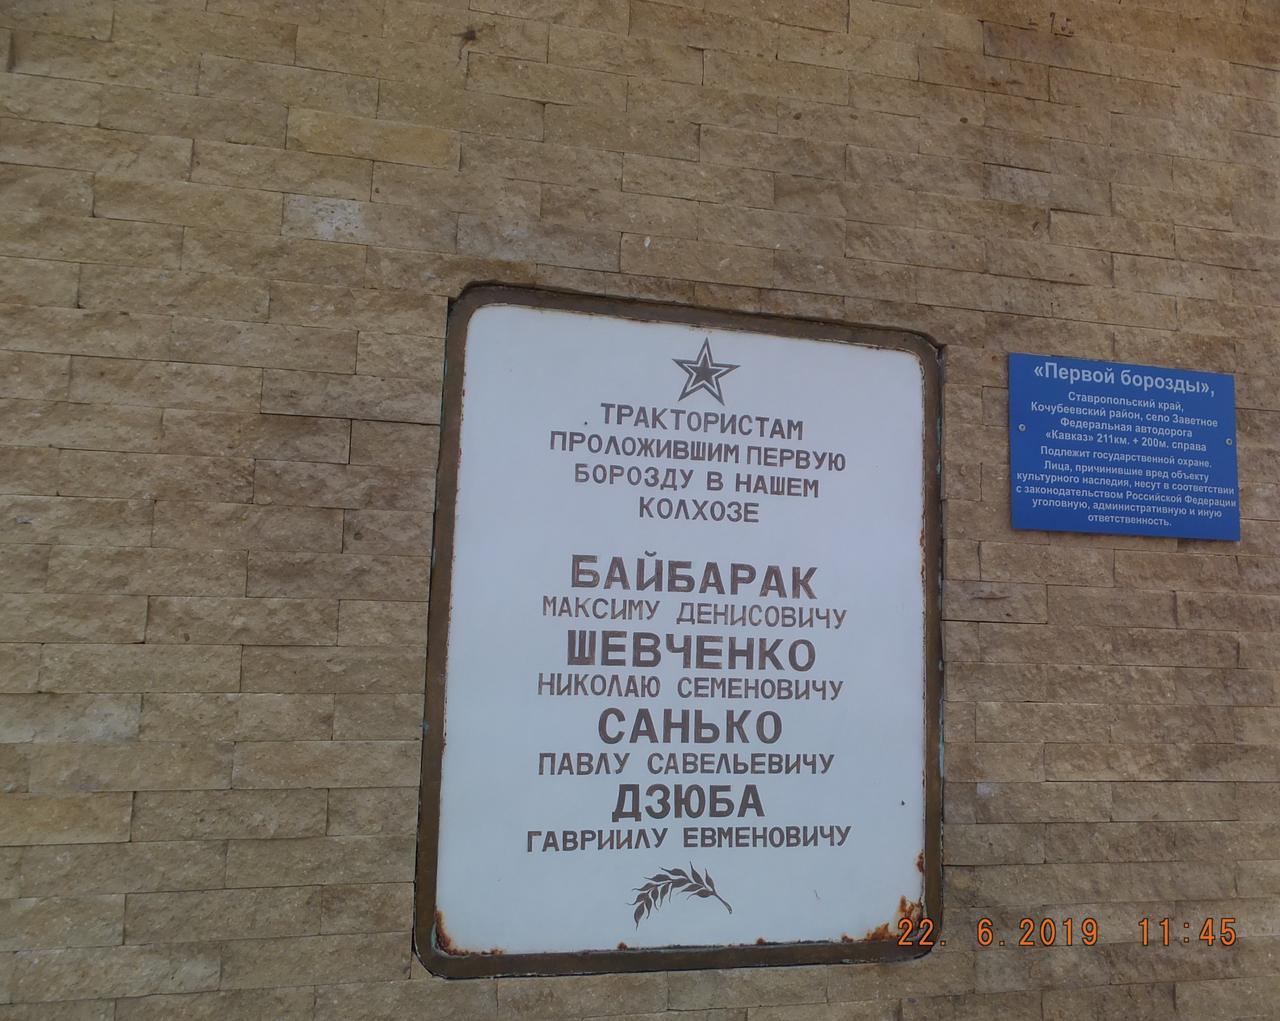 ТРАКТОРИСТАМ
ПРОЛОЖИВШИМ ПЕРВУЮ
БОРОЗДУ В НАШЕМ
КОЛХОЗЕ
БАЙБАРАК
МАКСИМУ ДЕНИСОВИЧУ
ШЕВЧЕНКО
НИКОЛАЮ СЕМЕНОВИЧУ
САНЬКО
ПАВЛУ САВЕЛЬЕВИЧУ
ДЗЮБА
ГАВРИИЛУ ЕВМЕНОВИЧУ
«Первой борозды»,
Ставропольский край,
Кочубеевский район, село Заветное
Федеральная автодорога
«Кавказ» 211км. + 200м. справа
Подлежит государственной охране.
Лица, причинившие вред объекту
культурного наследия, несут в соответствии
с законодательством Российской Федерации
уголовную, административную и иную
ответственность.
22. 6.2019 11:45